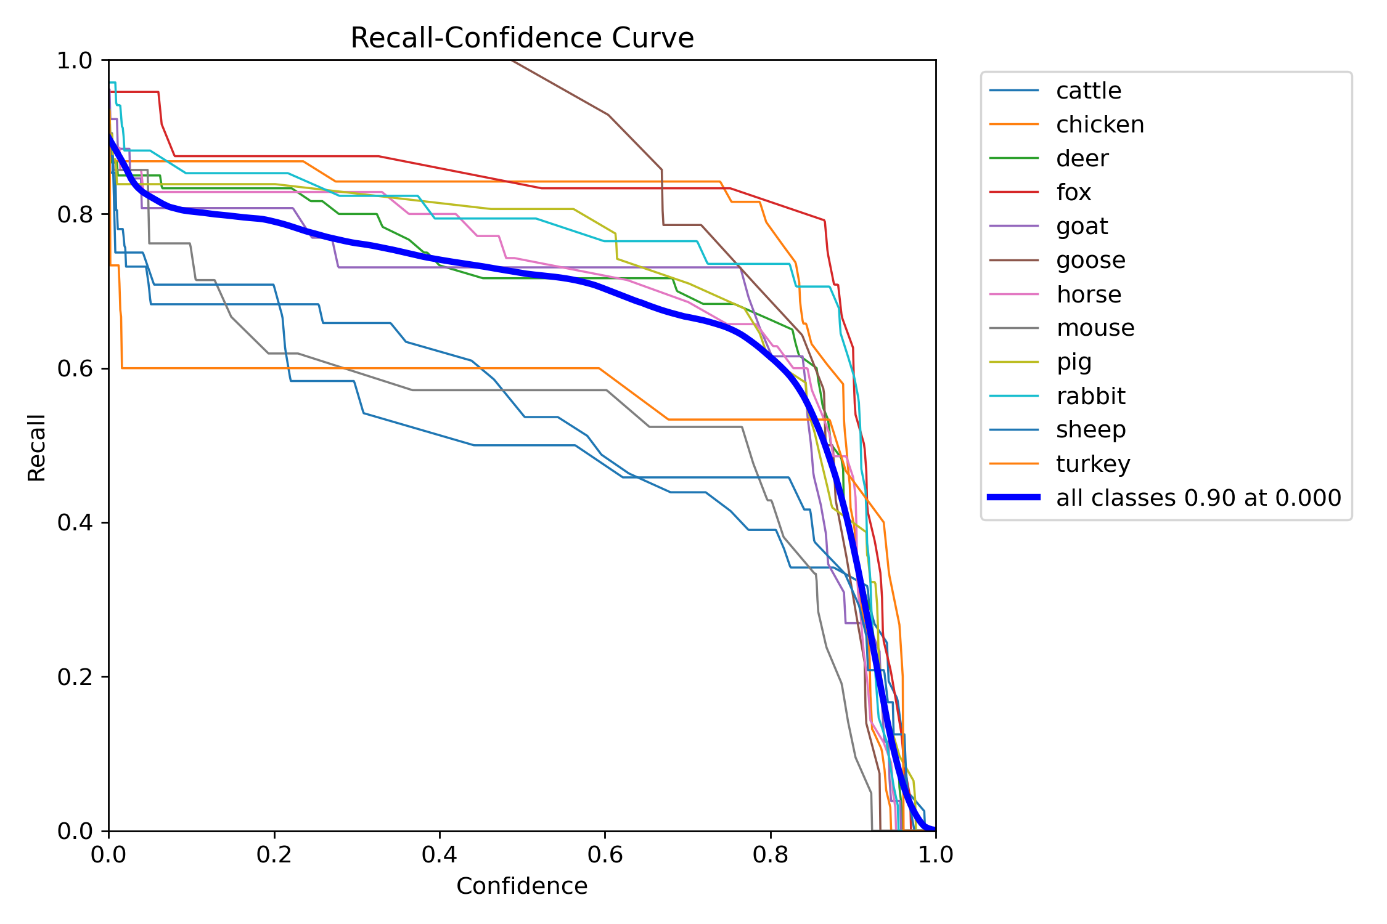 Recall-Confidence Curve
1.0
0.8
0.6
0.4
0.2
0.0
Recall
0.0 0.2 0.4 0.6 0.8 1.0
Confidence
cattle
chicken
deer
fox
goat
goose
horse
mouse
pig
rabbit
sheep
turkey
all classes 0.90 at 0.000